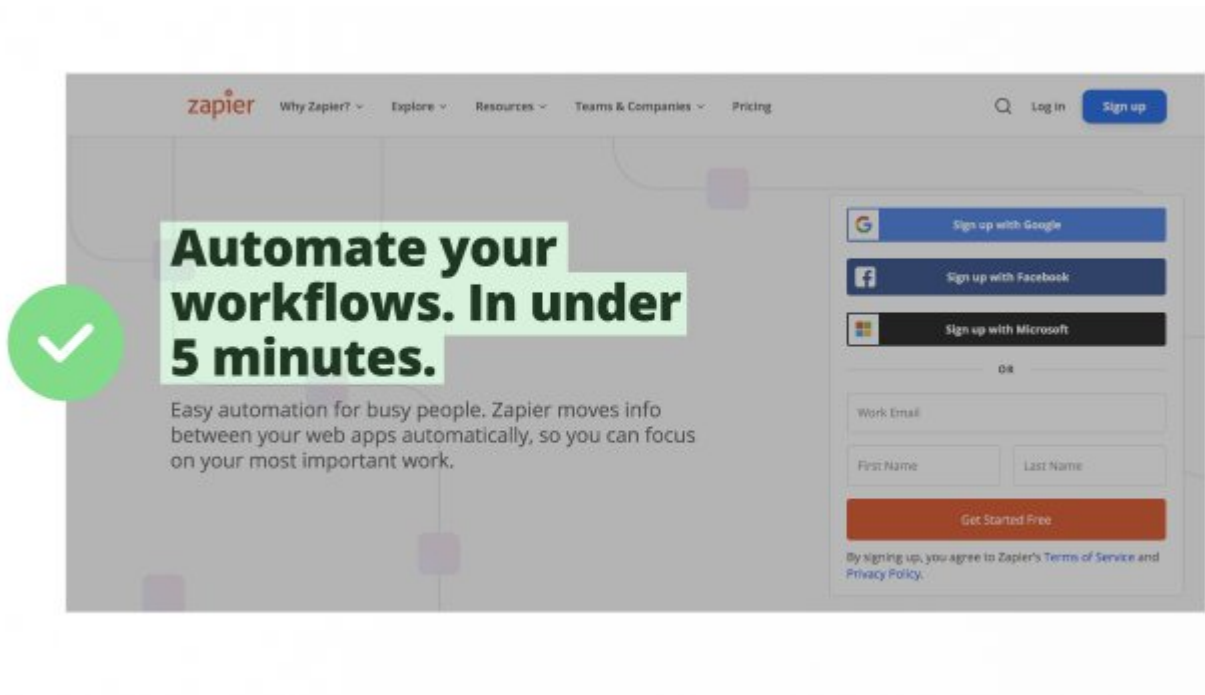 zapier Why Zapier? Explore Resources Teams & Companies Pricing Log in Sign up
Automate your
workflows. In under
5 minutes.
Easy automation for busy people. Zapier moves info
between your web apps automatically, so you can focus
on your most important work.
Sign up with Google
Sign up with Facebook
Sign up with Microsoft
OR
Work Email
First Name Last Name
Get Started Free
By signing up, you agree to Zapier's Terms of Service and
Privacy Policy.